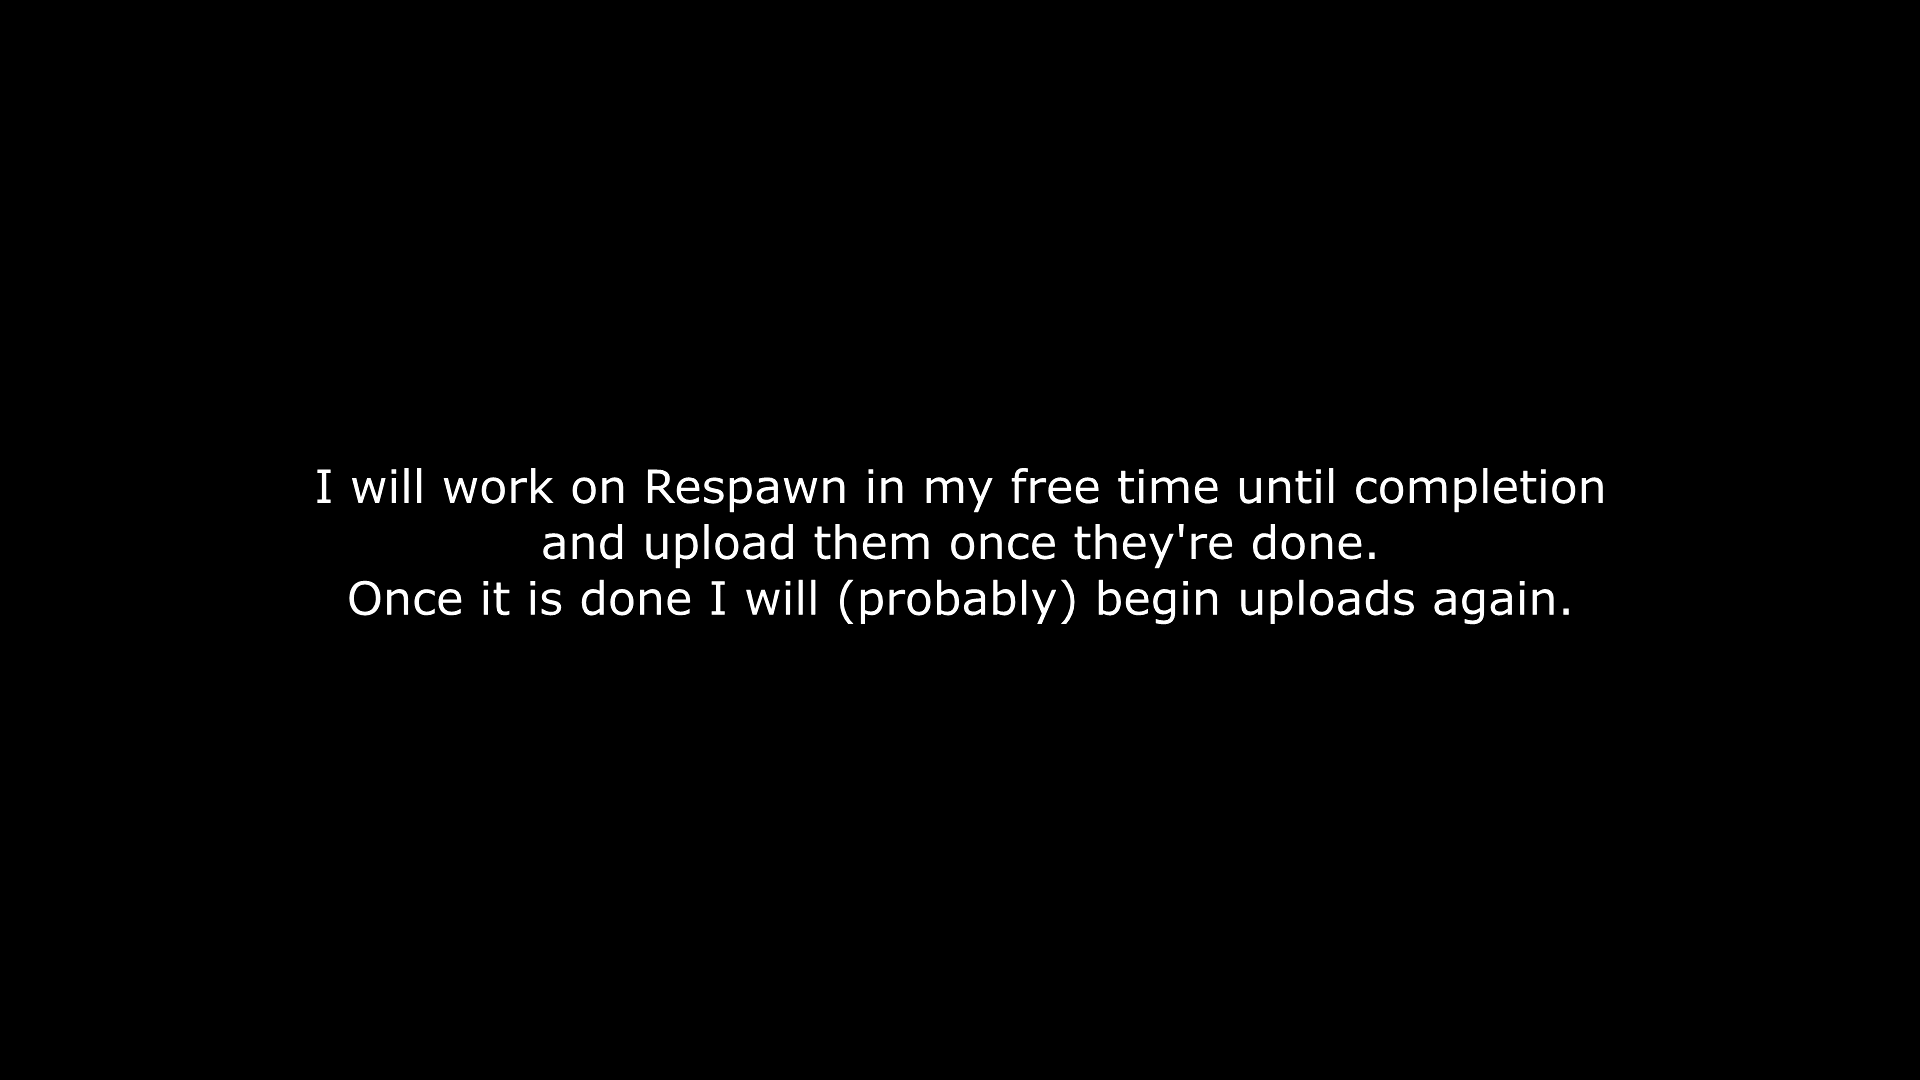 I will work on Respawn in my free time until completion
and upload them once they're done.
Once it is done I will (probably) begin uploads again.